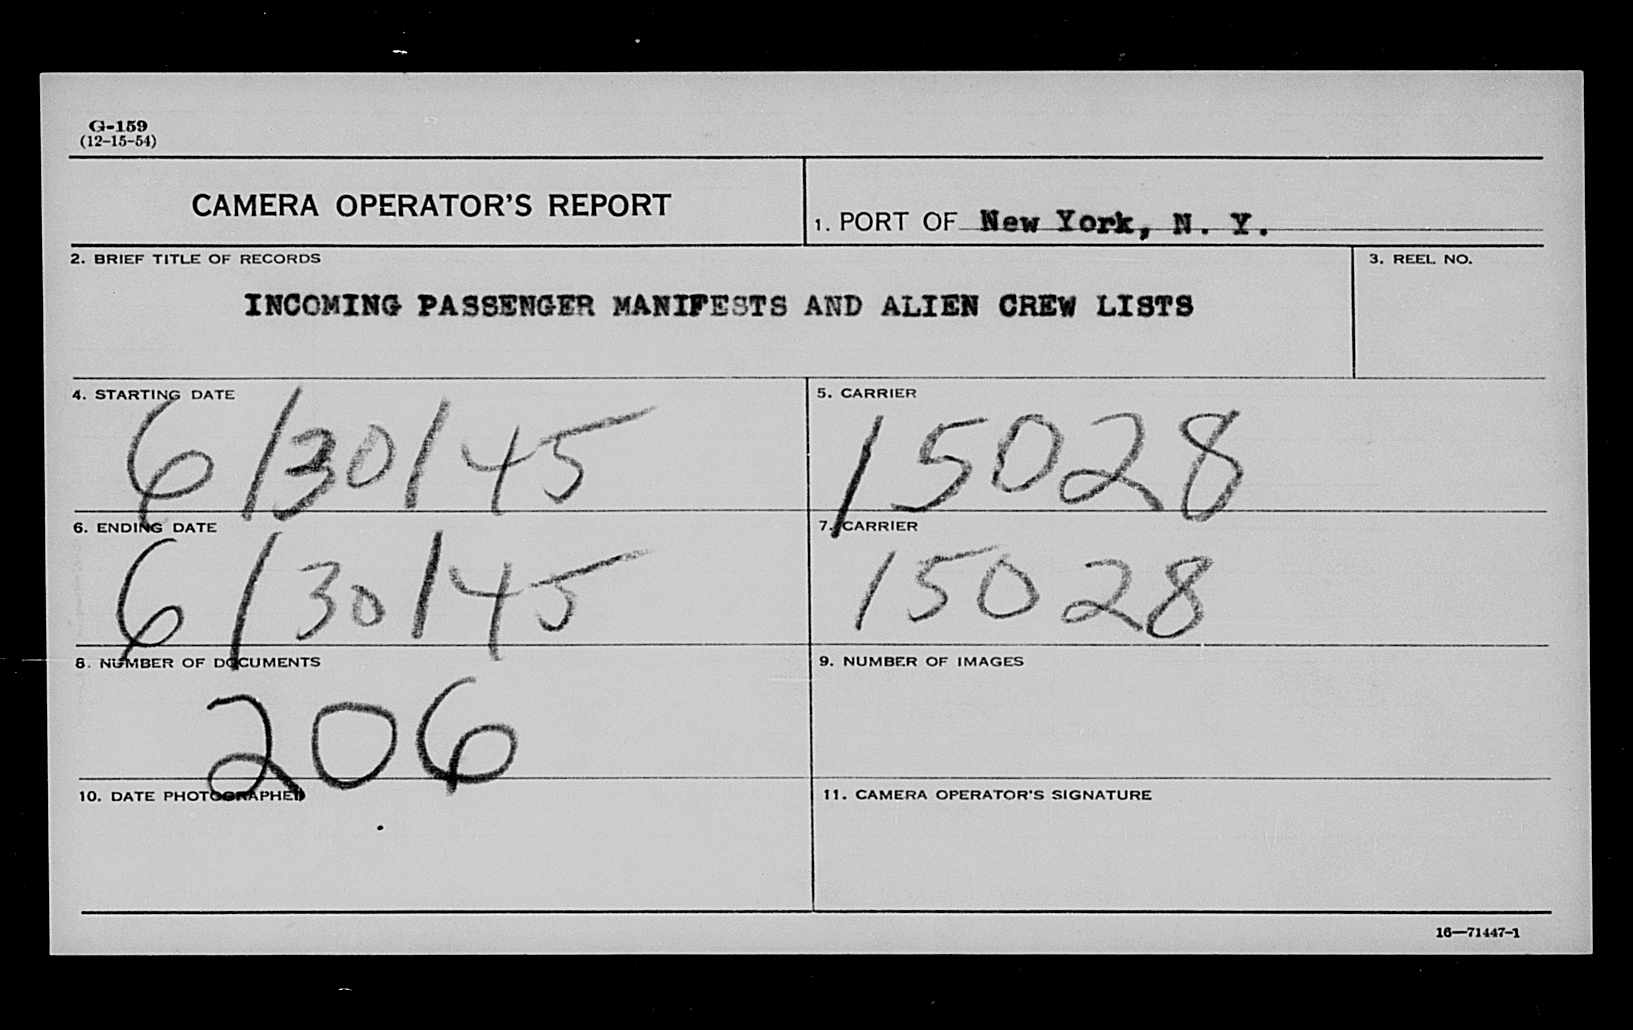 G-159
(12-15-54)
CAMERA OPERATOR'S REPORT
1. PORT OF New York, N. Y.
2. BRIEF TITLE OF RECORDS
3. REEL NO.
INCOMING PASSENGER MANIFESTS AND ALIEN CREW LISTS
4. STARTING DATE
6/30/45
5. CARRIER
15028
6. ENDING DATE
6/30/45
7. CARRIER
15028
8. NUMBER OF DOCUMENTS
206
9. NUMBER OF IMAGES
10. DATE PHOTOGRAPHED
11. CAMERA OPERATOR'S SIGNATURE
16—71447-1